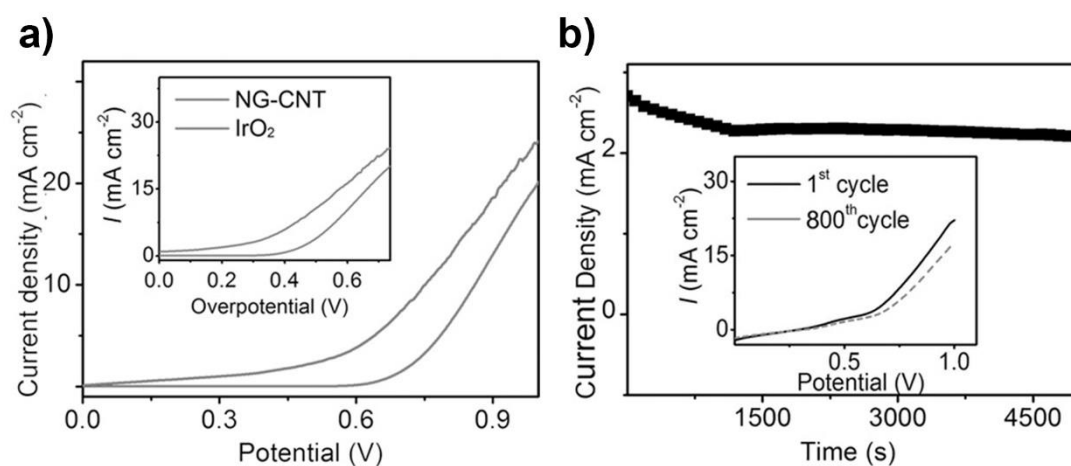 a)
Current density (mA cm⁻²)
20
10
0
0.0 0.3 0.6 0.9
Potential (V)
NG-CNT
IrO₂
I (mA cm⁻²)
30
15
0
0.0 0.2 0.4 0.6
Overpotential (V)
b)
Current Density (mA cm⁻²)
2
0
1500 3000 4500
Time (s)
1ˢᵗ cycle
800ᵗʰ cycle
I (mA cm⁻²)
30
15
0
0.5 1.0
Potential (V)